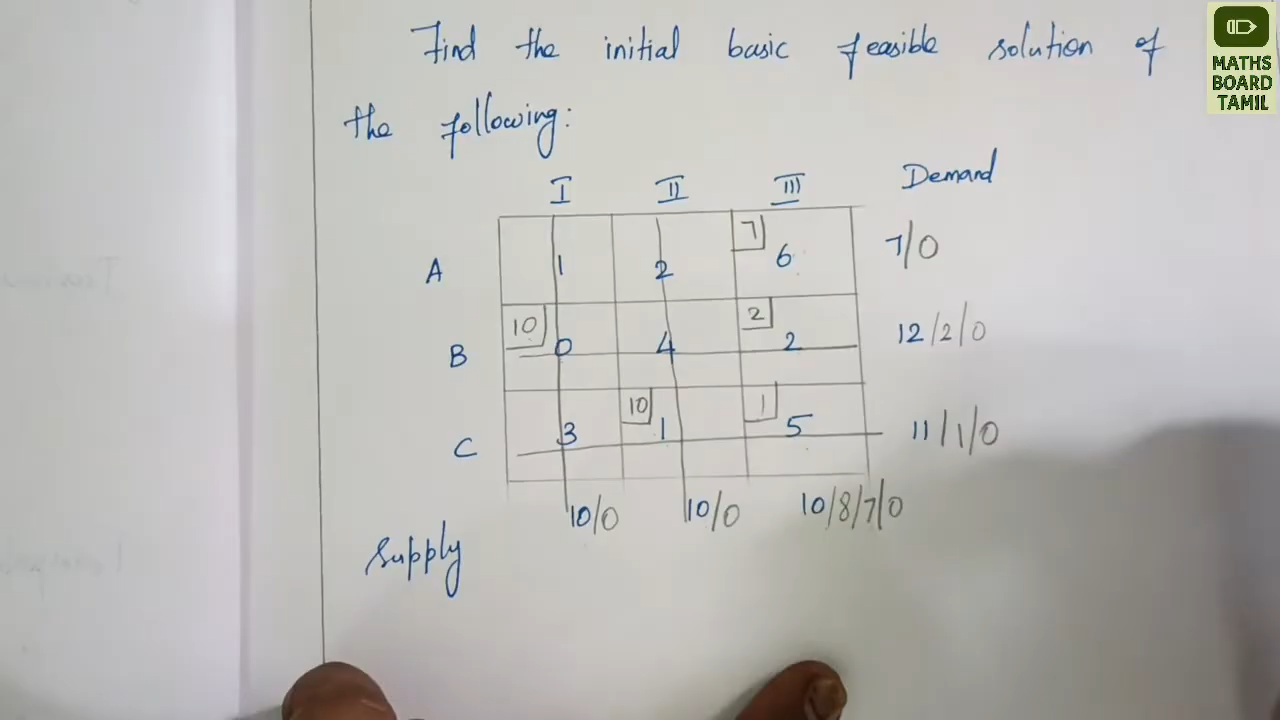 Find the initial basic feasible solution of
the following:
I II III Demand
A 1 2 7 6 7/0
B 10 0 4 2 2 12/2/0
C 3 10 1 1 5 11/1/0
10/0 10/0 10/8/7/0
Supply
MATHS
BOARD
TAMIL